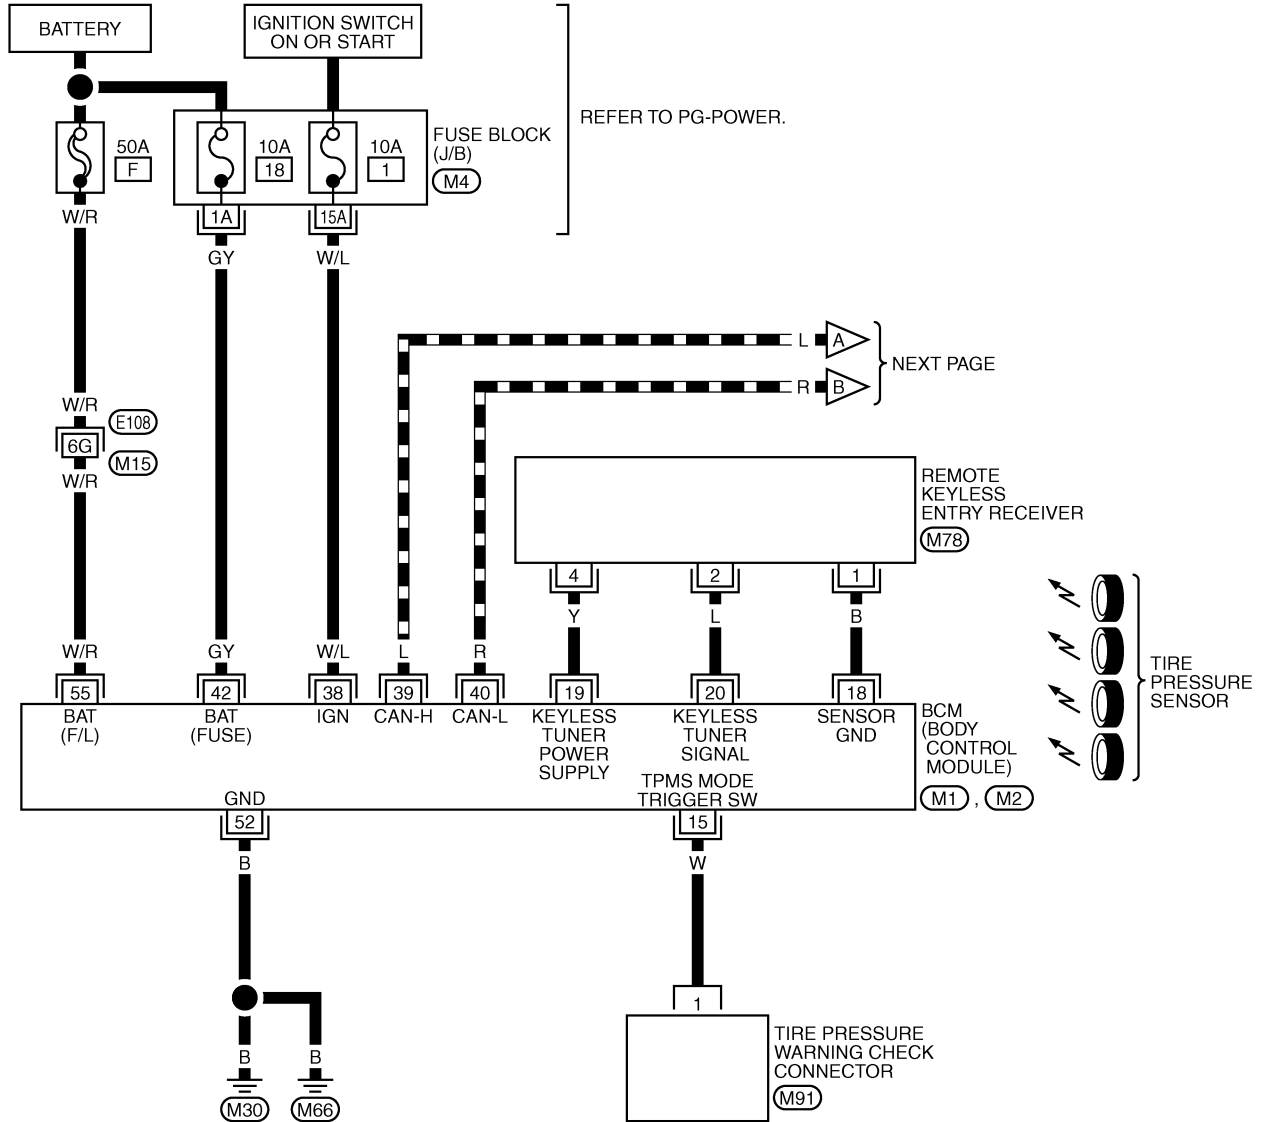 BATTERY
IGNITION SWITCH
ON OR START
REFER TO PG-POWER.
50A
F
10A
18
10A
1
FUSE BLOCK
(J/B)
M4
1A
15A
W/R
GY
W/L
L
A
R
B
NEXT PAGE
W/R
E108
6G
M15
W/R
REMOTE
KEYLESS
ENTRY RECEIVER
M78
4
2
1
Y
L
B
W/R
GY
W/L
L
R
TIRE
PRESSURE
SENSOR
55
42
38
39
40
19
20
18
BAT
(F/L)
BAT
(FUSE)
IGN
CAN-H
CAN-L
KEYLESS
TUNER
POWER
SUPPLY
KEYLESS
TUNER
SIGNAL
SENSOR
GND
BCM
(BODY
CONTROL
MODULE)
M1 , M2
GND
TPMS MODE
TRIGGER SW
52
15
B
W
1
B
B
M30
M66
TIRE PRESSURE
WARNING CHECK
CONNECTOR
M91